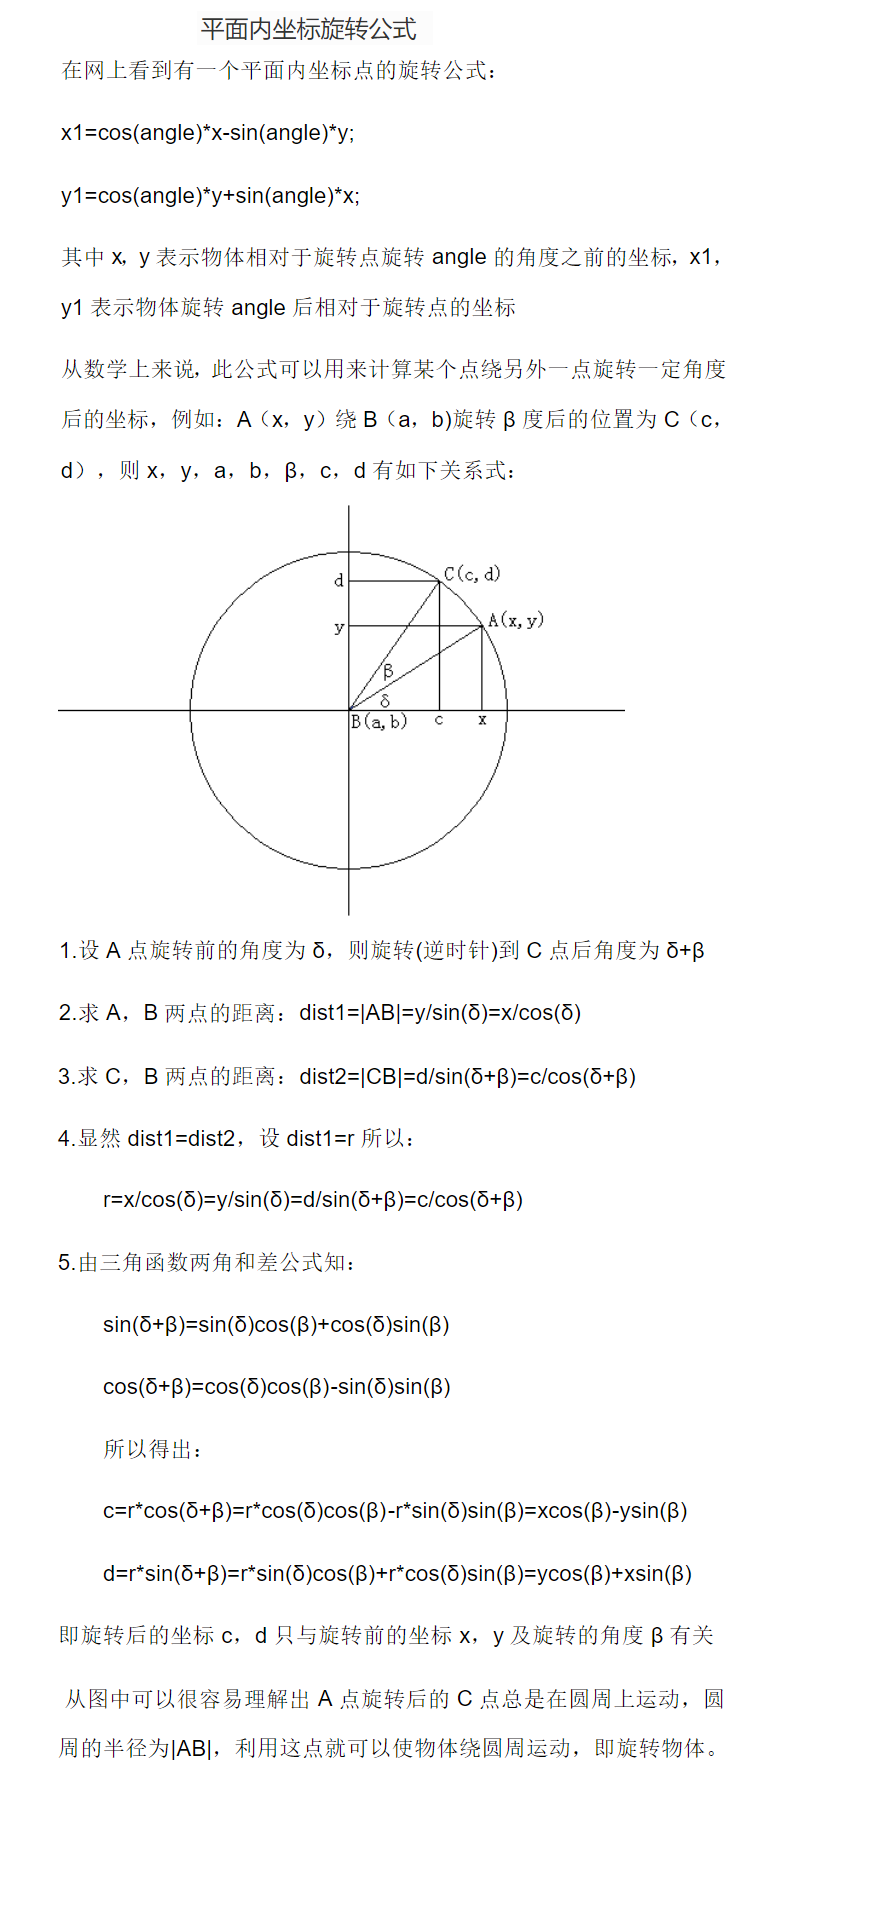 平面内坐标旋转公式
在网上看到有一个平面内坐标点的旋转公式：
x1=cos(angle)*x-sin(angle)*y;
y1=cos(angle)*y+sin(angle)*x;
其中 x，y 表示物体相对于旋转点旋转 angle 的角度之前的坐标，x1，
y1 表示物体旋转 angle 后相对于旋转点的坐标
从数学上来说，此公式可以用来计算某个点绕另外一点旋转一定角度
后的坐标，例如：A（x，y）绕 B（a，b)旋转 β 度后的位置为 C（c，
d），则 x，y，a，b，β，c，d 有如下关系式：
d
C(c,d)
y
A(x,y)
β
δ
B(a,b)
c
x
1.设 A 点旋转前的角度为 δ，则旋转(逆时针)到 C 点后角度为 δ+β
2.求 A，B 两点的距离：dist1=|AB|=y/sin(δ)=x/cos(δ)
3.求 C，B 两点的距离：dist2=|CB|=d/sin(δ+β)=c/cos(δ+β)
4.显然 dist1=dist2，设 dist1=r 所以：
r=x/cos(δ)=y/sin(δ)=d/sin(δ+β)=c/cos(δ+β)
5.由三角函数两角和差公式知：
sin(δ+β)=sin(δ)cos(β)+cos(δ)sin(β)
cos(δ+β)=cos(δ)cos(β)-sin(δ)sin(β)
所以得出：
c=r*cos(δ+β)=r*cos(δ)cos(β)-r*sin(δ)sin(β)=xcos(β)-ysin(β)
d=r*sin(δ+β)=r*sin(δ)cos(β)+r*cos(δ)sin(β)=ycos(β)+xsin(β)
即旋转后的坐标 c，d 只与旋转前的坐标 x，y 及旋转的角度 β 有关
从图中可以很容易理解出 A 点旋转后的 C 点总是在圆周上运动，圆
周的半径为|AB|，利用这点就可以使物体绕圆周运动，即旋转物体。